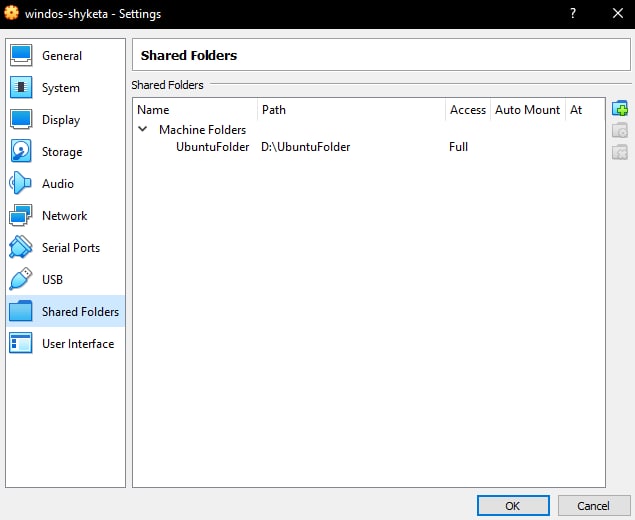 windos-shyketa - Settings
?
General
System
Display
Storage
Audio
Network
Serial Ports
USB
Shared Folders
User Interface
Shared Folders
Shared Folders
Name Path Access Auto Mount At
Machine Folders
UbuntuFolder D:\UbuntuFolder Full
OK Cancel